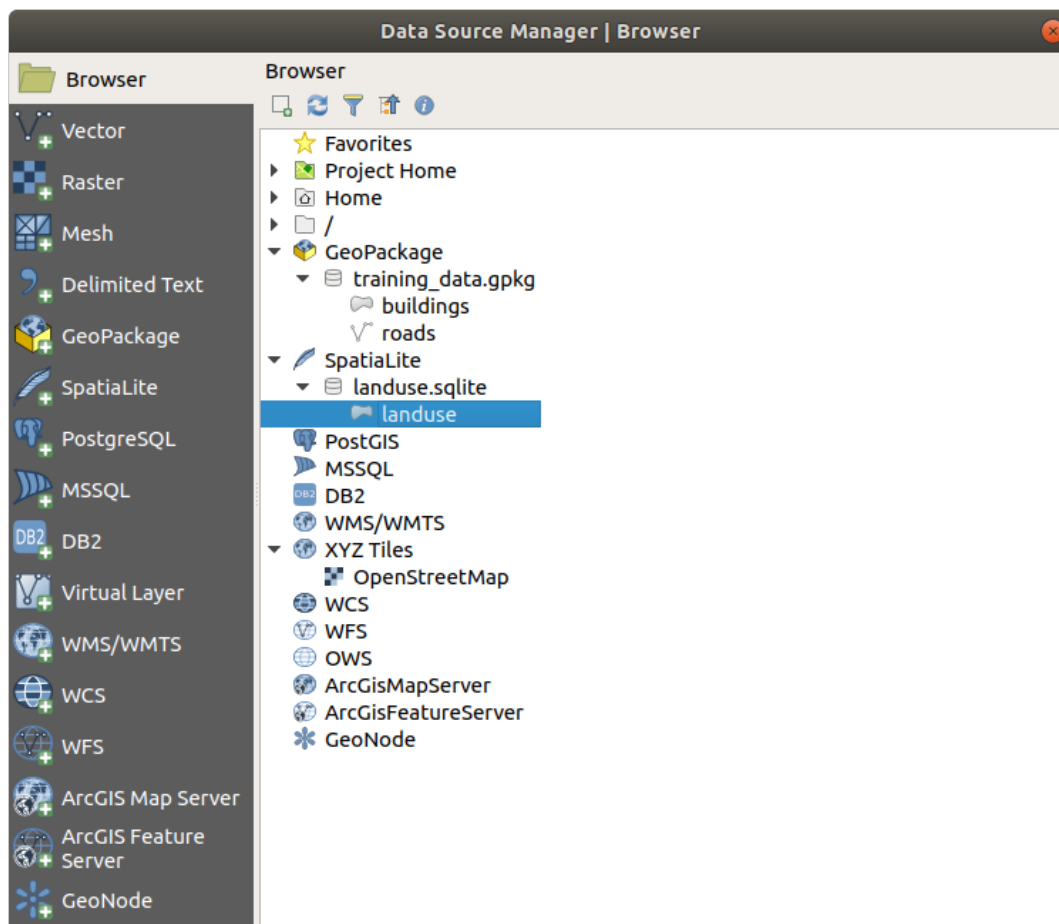 Data Source Manager | Browser
Browser
Vector
Raster
Mesh
Delimited Text
GeoPackage
SpatiaLite
PostgreSQL
MSSQL
DB2
DB2
Virtual Layer
WMS/WMTS
WCS
WFS
ArcGIS Map Server
ArcGIS Feature
Server
GeoNode
Browser
Favorites
Project Home
Home
/
GeoPackage
training_data.gpkg
buildings
roads
SpatiaLite
landuse.sqlite
landuse
PostGIS
MSSQL
DB2 DB2
WMS/WMTS
XYZ Tiles
OpenStreetMap
WCS
WFS
OWS
ArcGisMapServer
ArcGisFeatureServer
GeoNode